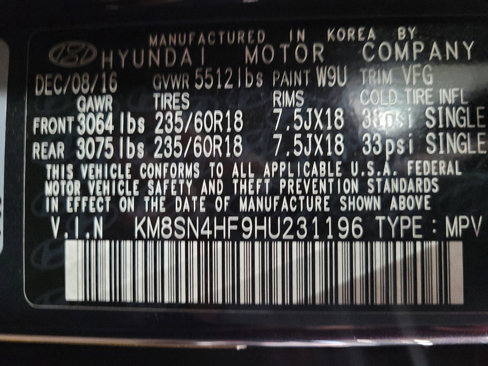 MANUFACTURED IN KOREA BY
HYUNDAI MOTOR COMPANY
DEC/08/16 GVWR 5512lbs PAINT W9U TRIM VFG
GAWR TIRES RIMS COLD TIRE INFL
FRONT 3064lbs 235/60R18 7.5JX18 psi SINGLE
REAR 3075lbs 235/60R18 7.5JX18 33psi SINGLE
THIS VEHICLE CONFORMS TO ALL APPLICABLE U.S.A. FEDERAL
MOTOR VEHICLE SAFETY AND THEFT PREVENTION STANDARDS
IN EFFECT ON THE DATE OF MANUFACTURE SHOWN ABOVE
V.I.N KM8SN4HF9HU231196 TYPE : MPV